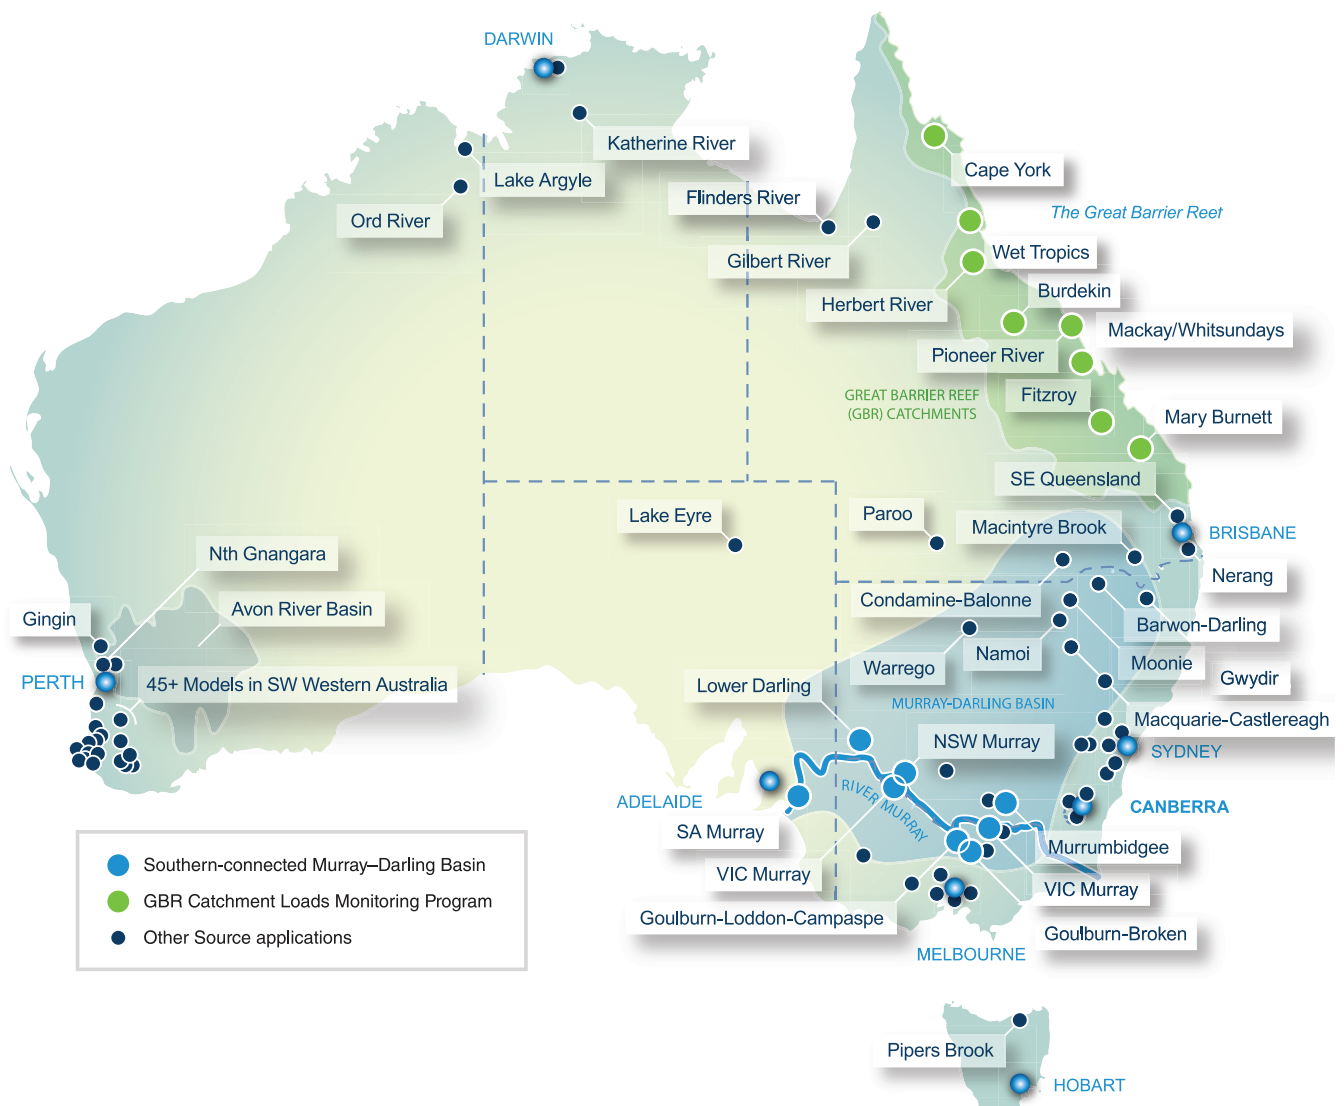 DARWIN
Katherine River
Lake Argyle
Ord River
Flinders River
Gilbert River
Cape York
The Great Barrier Reet
Wet Tropics
Herbert River
Burdekin
Mackay/Whitsundays
Pioneer River
GREAT BARRIER REEF
(GBR) CATCHMENTS
Fitzroy
Mary Burnett
SE Queensland
Lake Eyre
Paroo
Macintyre Brook
BRISBANE
Nerang
Nth Gnangara
Avon River Basin
Gingin
PERTH
45+ Models in SW Western Australia
Condamine-Balonne
Barwon-Darling
Warrego
Namoi
Moonie
Gwydir
Lower Darling
MURRAY-DARLING BASIN
Macquarie-Castlereagh
NSW Murray
SYDNEY
ADELAIDE
RIVER MURRAY
CANBERRA
SA Murray
Murrumbidgee
VIC Murray
VIC Murray
Goulburn-Loddon-Campaspe
Goulburn-Broken
MELBOURNE
Southern-connected Murray–Darling Basin
GBR Catchment Loads Monitoring Program
Other Source applications
Pipers Brook
HOBART